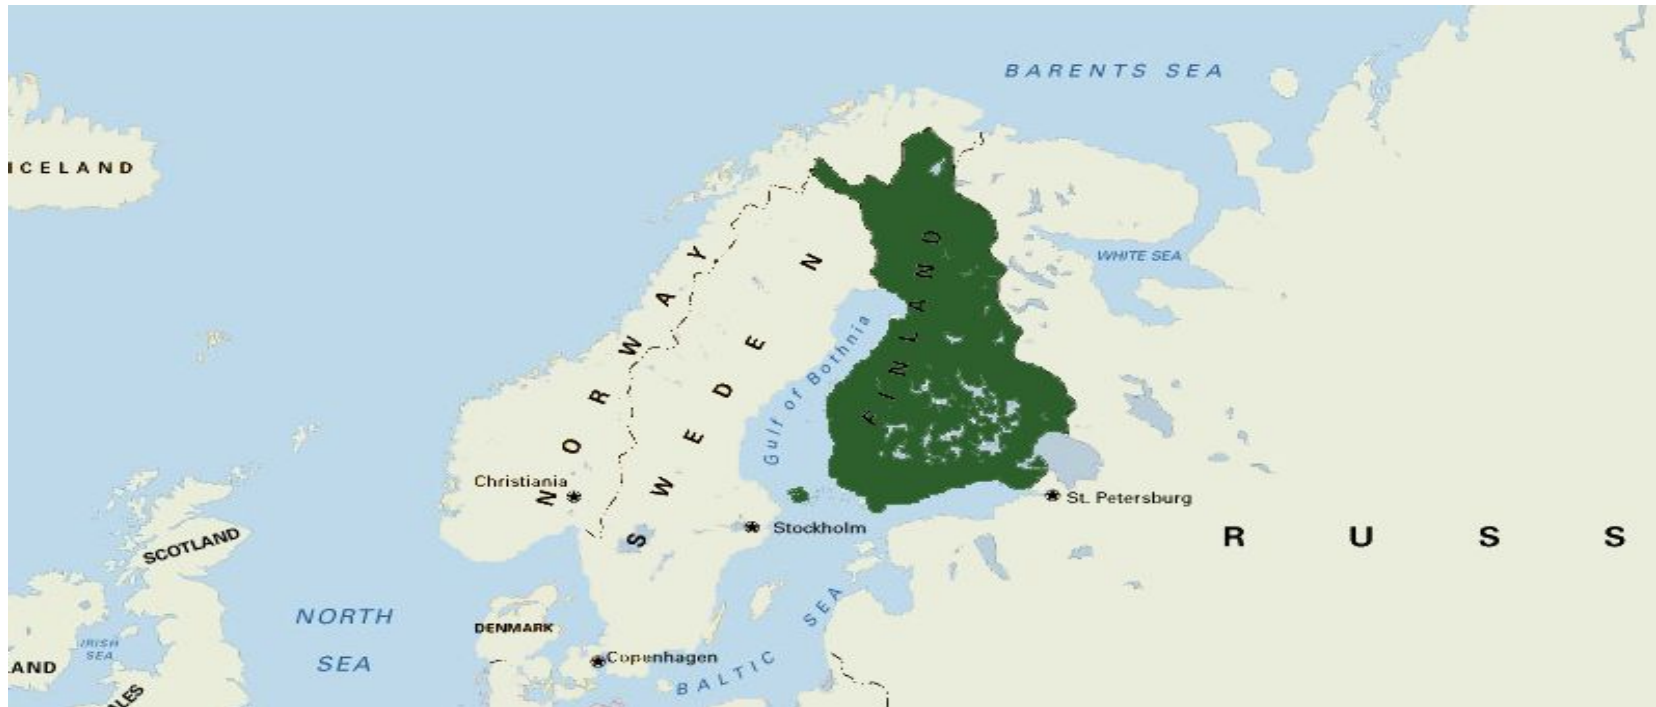 BARENTS SEA
ICELAND
WHITE SEA
FINLAND
NORWAY
SWEDEN
Gulf of Bothnia
Christiania
St. Petersburg
Stockholm
RUSS
SCOTLAND
NORTH
SEA
DENMARK
IRISH
SEA
Copenhagen
BALTIC SEA
AND
LES